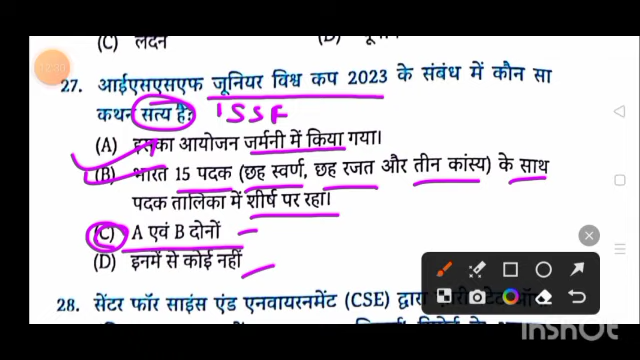 (C) लंदन
27. आईएसएसएफ जूनियर विश्व कप 2023 के संबंध में कौन सा
कथन सत्य है? ISSF
(A) इसका आयोजन जर्मनी में किया गया।
(B) भारत 15 पदक (छह स्वर्ण, छह रजत और तीन कांस्य) के साथ
पदक तालिका में शीर्ष पर रहा।
(C) A एवं B दोनों
(D) इनमें से कोई नहीं
28. सेंटर फॉर साइंस एंड एनवायरनमेंट (CSE) द्वारा
InShOt